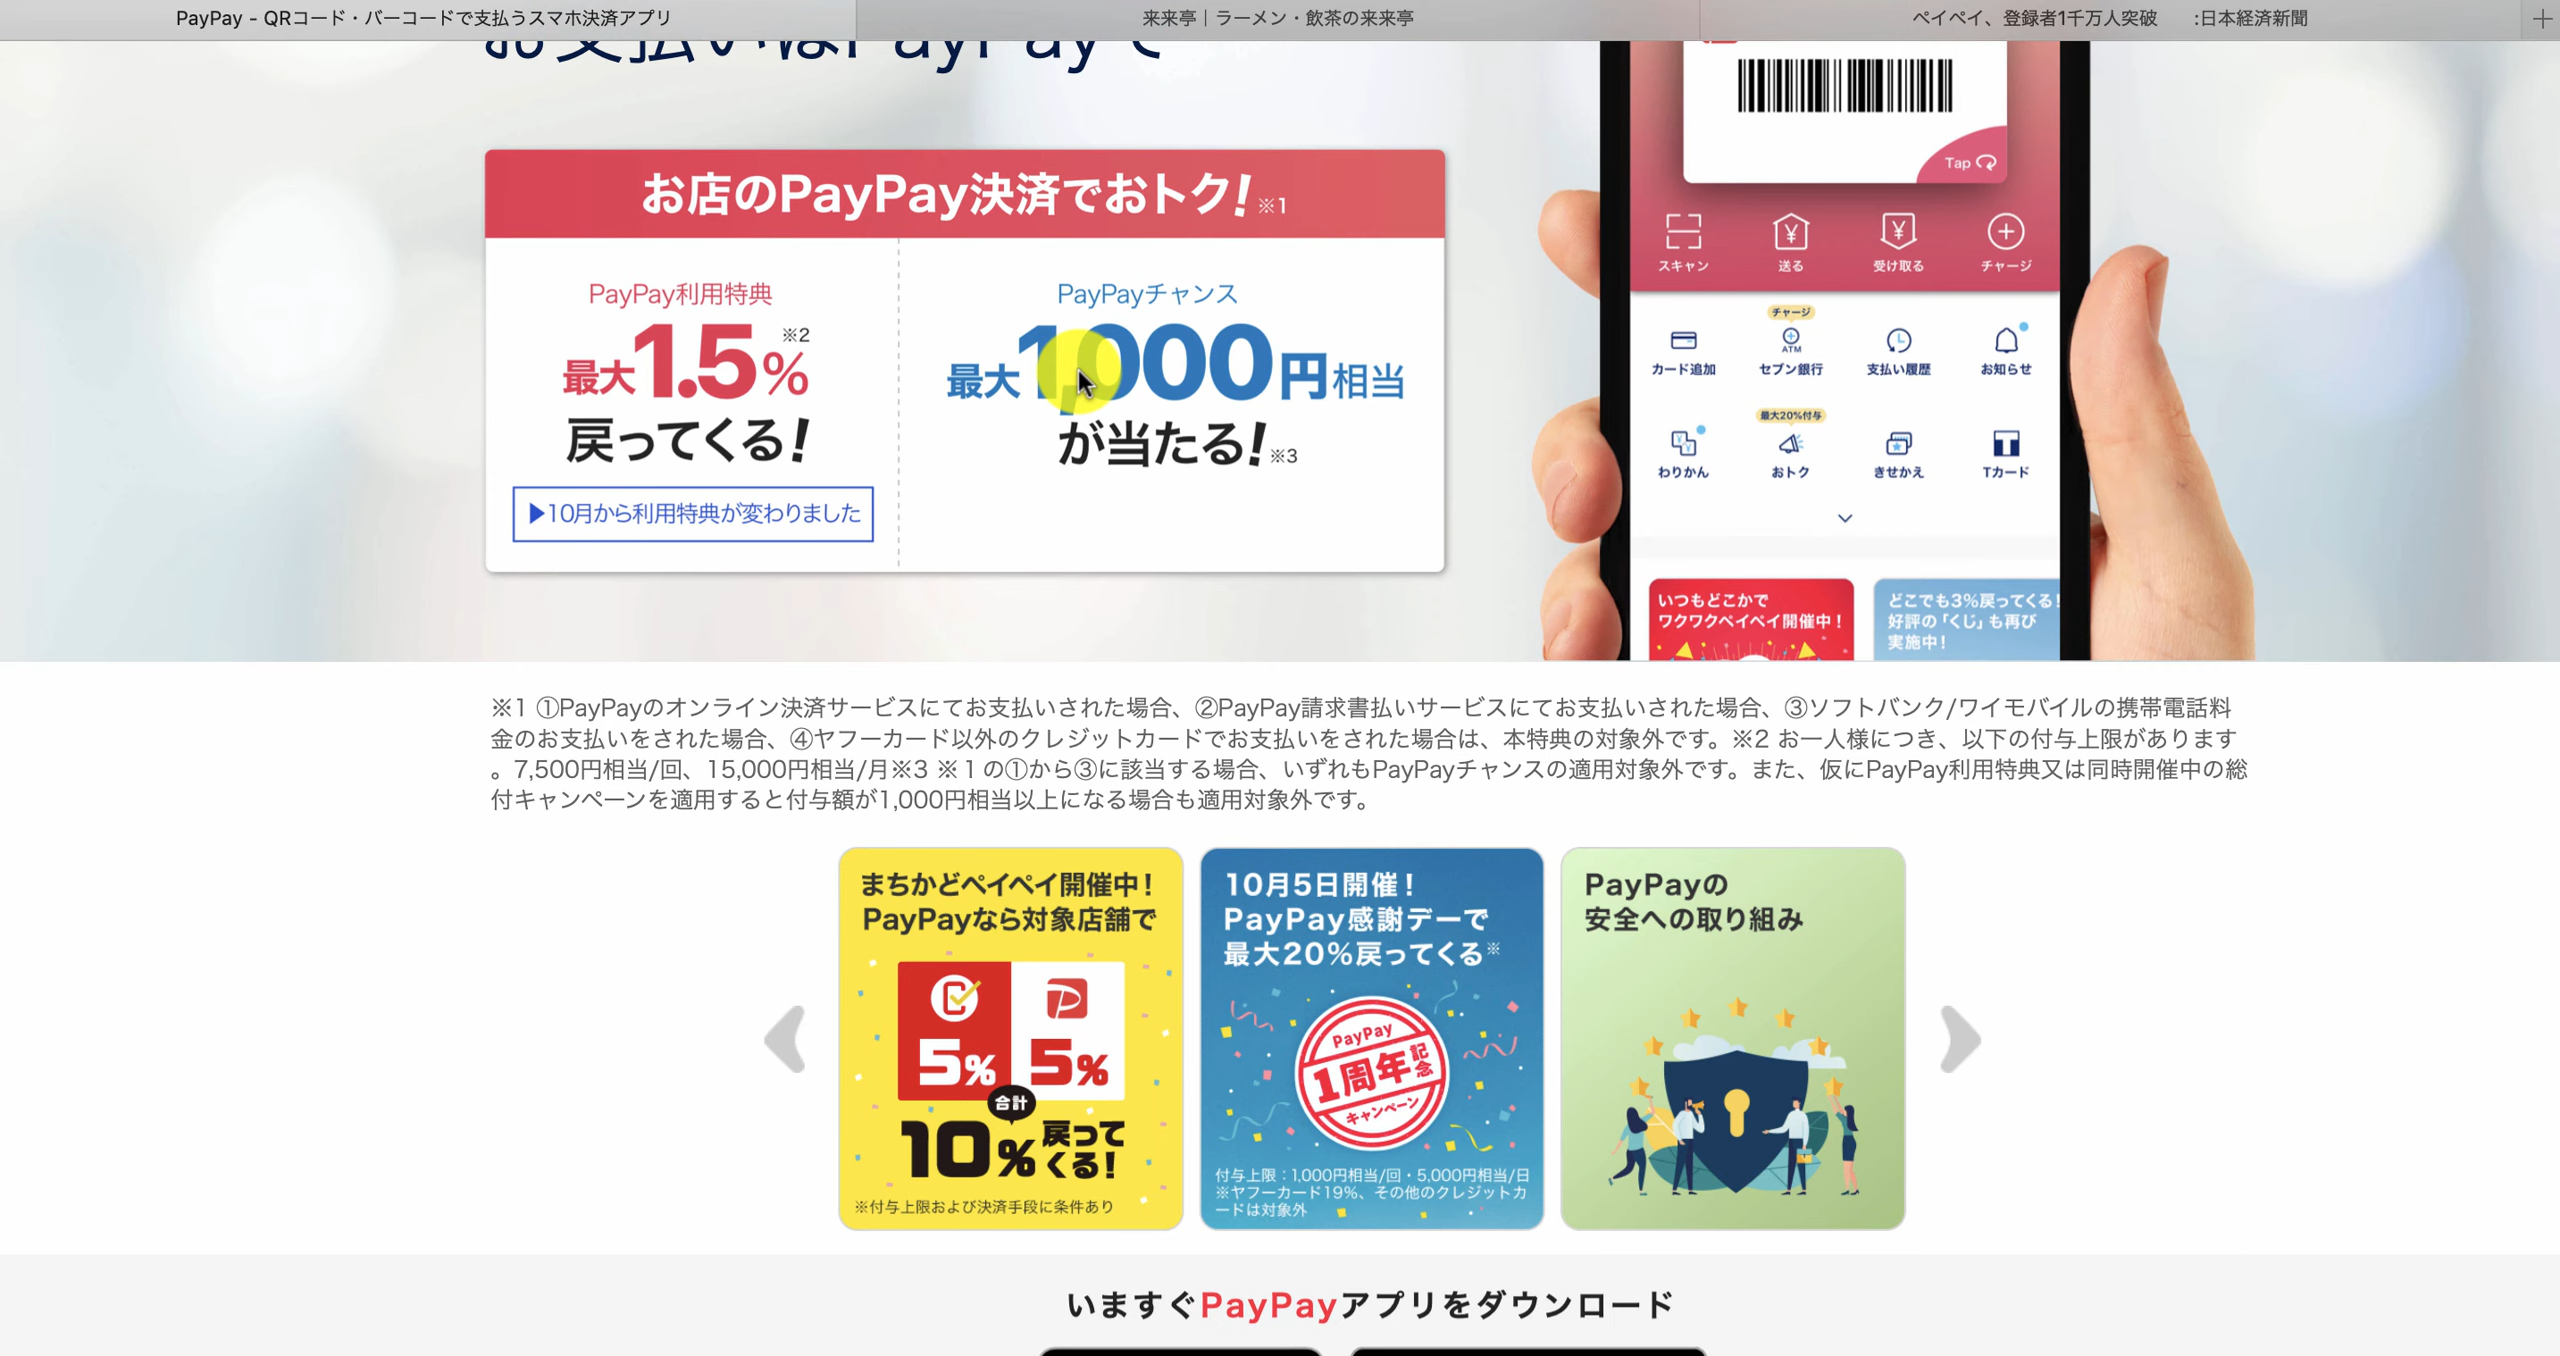 PayPay - QRコード・バーコードで支払うスマホ決済アプリ
来来亭｜ラーメン・飲茶の来来亭
ペイペイ、登録者1千万人突破　:日本経済新聞
お支払いはPayPayで
お店のPayPay決済でおトク!※1
PayPay利用特典
最大1.5%※2
戻ってくる!
▶10月から利用特典が変わりました
PayPayチャンス
最大1,000円相当
が当たる!※3
Tap
スキャン
送る
受け取る
チャージ
チャージ
ATM
カード追加
セブン銀行
支払い履歴
お知らせ
最大20%付与
わりかん
おトク
きせかえ
Tカード
いつもどこかで
ワクワクペイペイ開催中！
どこでも3%戻ってくる！
好評の「くじ」も再び
実施中！
※1 ①PayPayのオンライン決済サービスにてお支払いされた場合、②PayPay請求書払いサービスにてお支払いされた場合、③ソフトバンク/ワイモバイルの携帯電話料
金のお支払いをされた場合、④ヤフーカード以外のクレジットカードでお支払いをされた場合は、本特典の対象外です。※2 お一人様につき、以下の付与上限があります
。7,500円相当/回、15,000円相当/月※3 ※１の①から③に該当する場合、いずれもPayPayチャンスの適用対象外です。また、仮にPayPay利用特典又は同時開催中の総
付キャンペーンを適用すると付与額が1,000円相当以上になる場合も適用対象外です。
まちかどペイペイ開催中！
PayPayなら対象店舗で
5% 5%
合計
10%戻って
くる！
※付与上限および決済手段に条件あり
10月5日開催！
PayPay感謝デーで
最大20%戻ってくる※
PayPay
1周年記念
キャンペーン
付与上限：1,000円相当/回・5,000円相当/日
※ヤフーカード19%、その他のクレジットカ
ードは対象外
PayPayの
安全への取り組み
いますぐPayPayアプリをダウンロード